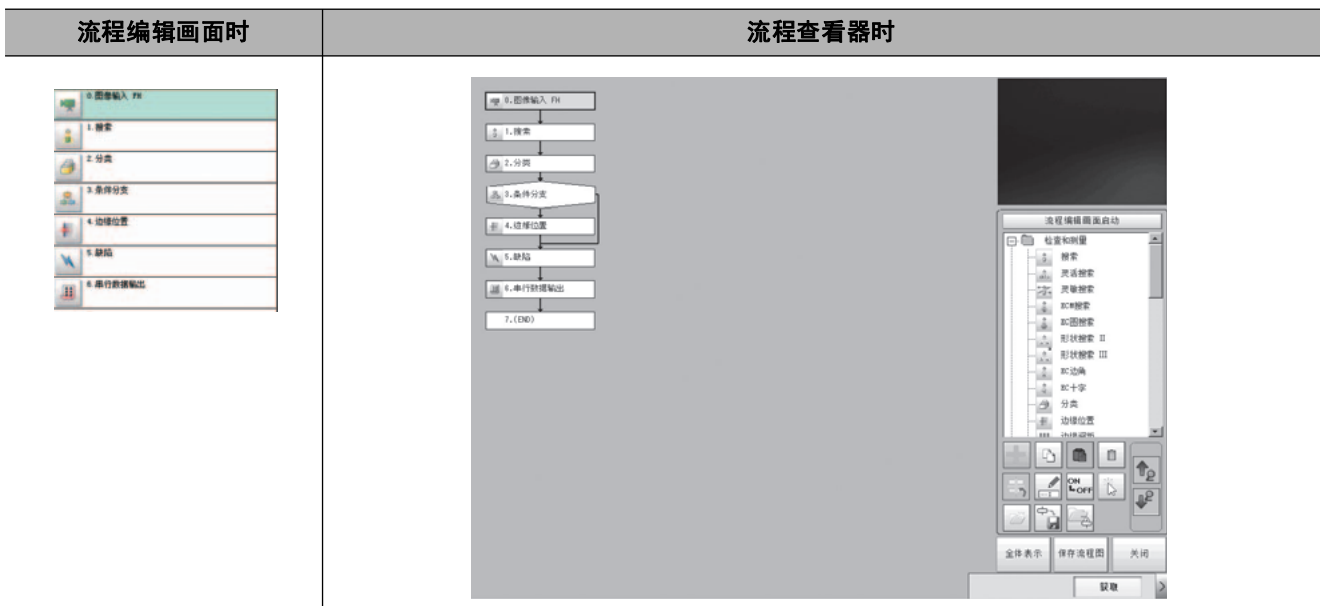 流程编辑画面时
流程查看器时
0.图像输入 FH
1.搜索
2.分类
3.条件分支
4.边缘位置
5.缺陷
6.串行数据输出
0.图像输入 FH
1.搜索
2.分类
3.条件分支
4.边缘位置
5.缺陷
6.串行数据输出
7.(END)
流程编辑画面启动
检查和测量
搜索
灵活搜索
灵敏搜索
ECM搜索
EC圆搜索
形状搜索 II
形状搜索 III
EC边角
EC十字
分类
边缘位置
ON
OFF
全体表示
保存流程图
关闭
获取